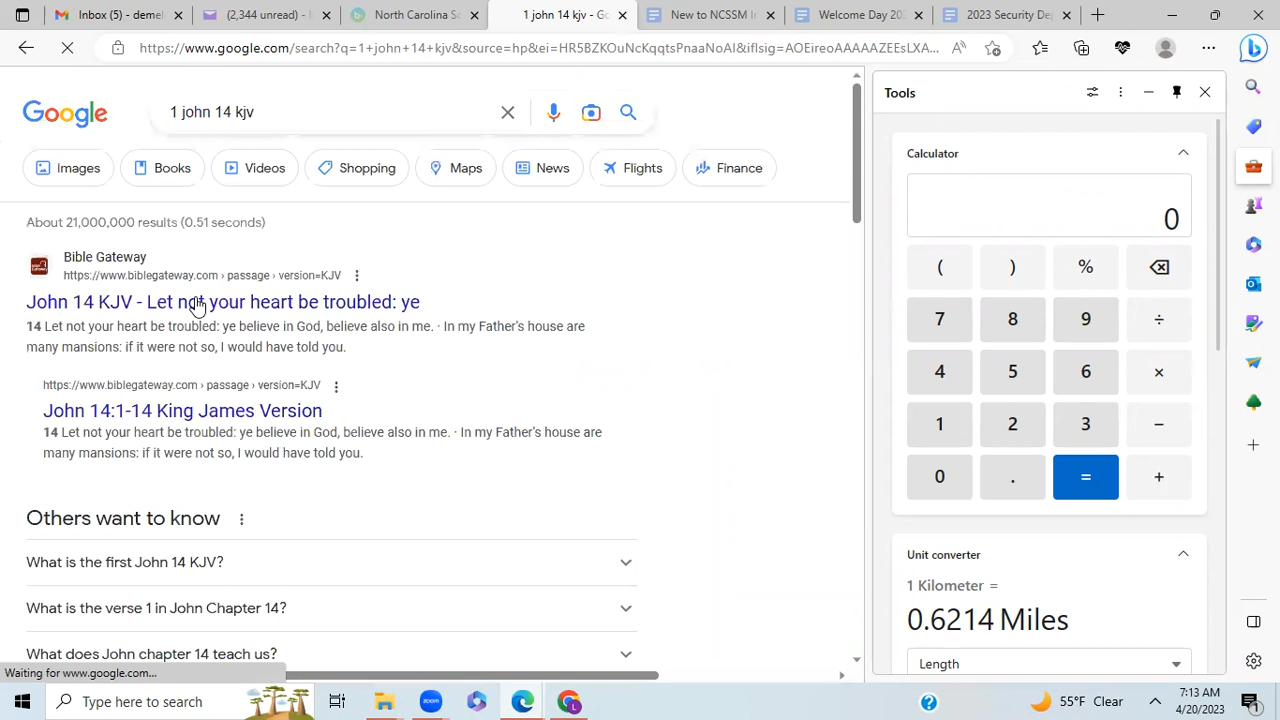 Inbox (5) - demel
(2,344 unread) -
North Carolina Sc
1 john 14 kjv - Go
New to NCSSM In
Welcome Day 202
2023 Security De
https://www.google.com/search?q=1+john+14+kjv&source=hp&ei=HR5BZKOuNcKqqtsPnaaNoAI&iflsig=AOEireoAAAAAZEEsLXA...
Google
1 john 14 kjv
Images
Books
Videos
Shopping
Maps
News
Flights
Finance
About 21,000,000 results (0.51 seconds)
Bible Gateway
https://www.biblegateway.com › passage › version=KJV
John 14 KJV - Let not your heart be troubled: ye
14 Let not your heart be troubled: ye believe in God, believe also in me. · In my Father's house are
many mansions: if it were not so, I would have told you.
https://www.biblegateway.com › passage › version=KJV
John 14:1-14 King James Version
14 Let not your heart be troubled: ye believe in God, believe also in me. · In my Father's house are
many mansions: if it were not so, I would have told you.
Others want to know
What is the first John 14 KJV?
What is the verse 1 in John Chapter 14?
What does John chapter 14 teach us?
Waiting for www.google.com...
Tools
Calculator
0
( ) %
7 8 9 ÷
4 5 6 ×
1 2 3 −
0 . = +
Unit converter
1 Kilometer =
0.6214 Miles
Length
Type here to search
zoom
L
55°F Clear
7:13 AM
4/20/2023
1